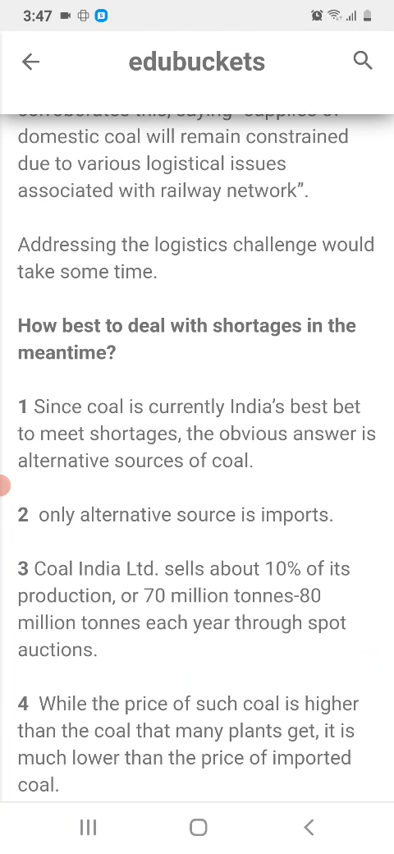 3:47
edubuckets
domestic coal will remain constrained
due to various logistical issues
associated with railway network”.
Addressing the logistics challenge would
take some time.
How best to deal with shortages in the
meantime?
1 Since coal is currently India’s best bet
to meet shortages, the obvious answer is
alternative sources of coal.
2 only alternative source is imports.
3 Coal India Ltd. sells about 10% of its
production, or 70 million tonnes-80
million tonnes each year through spot
auctions.
4 While the price of such coal is higher
than the coal that many plants get, it is
much lower than the price of imported
coal.